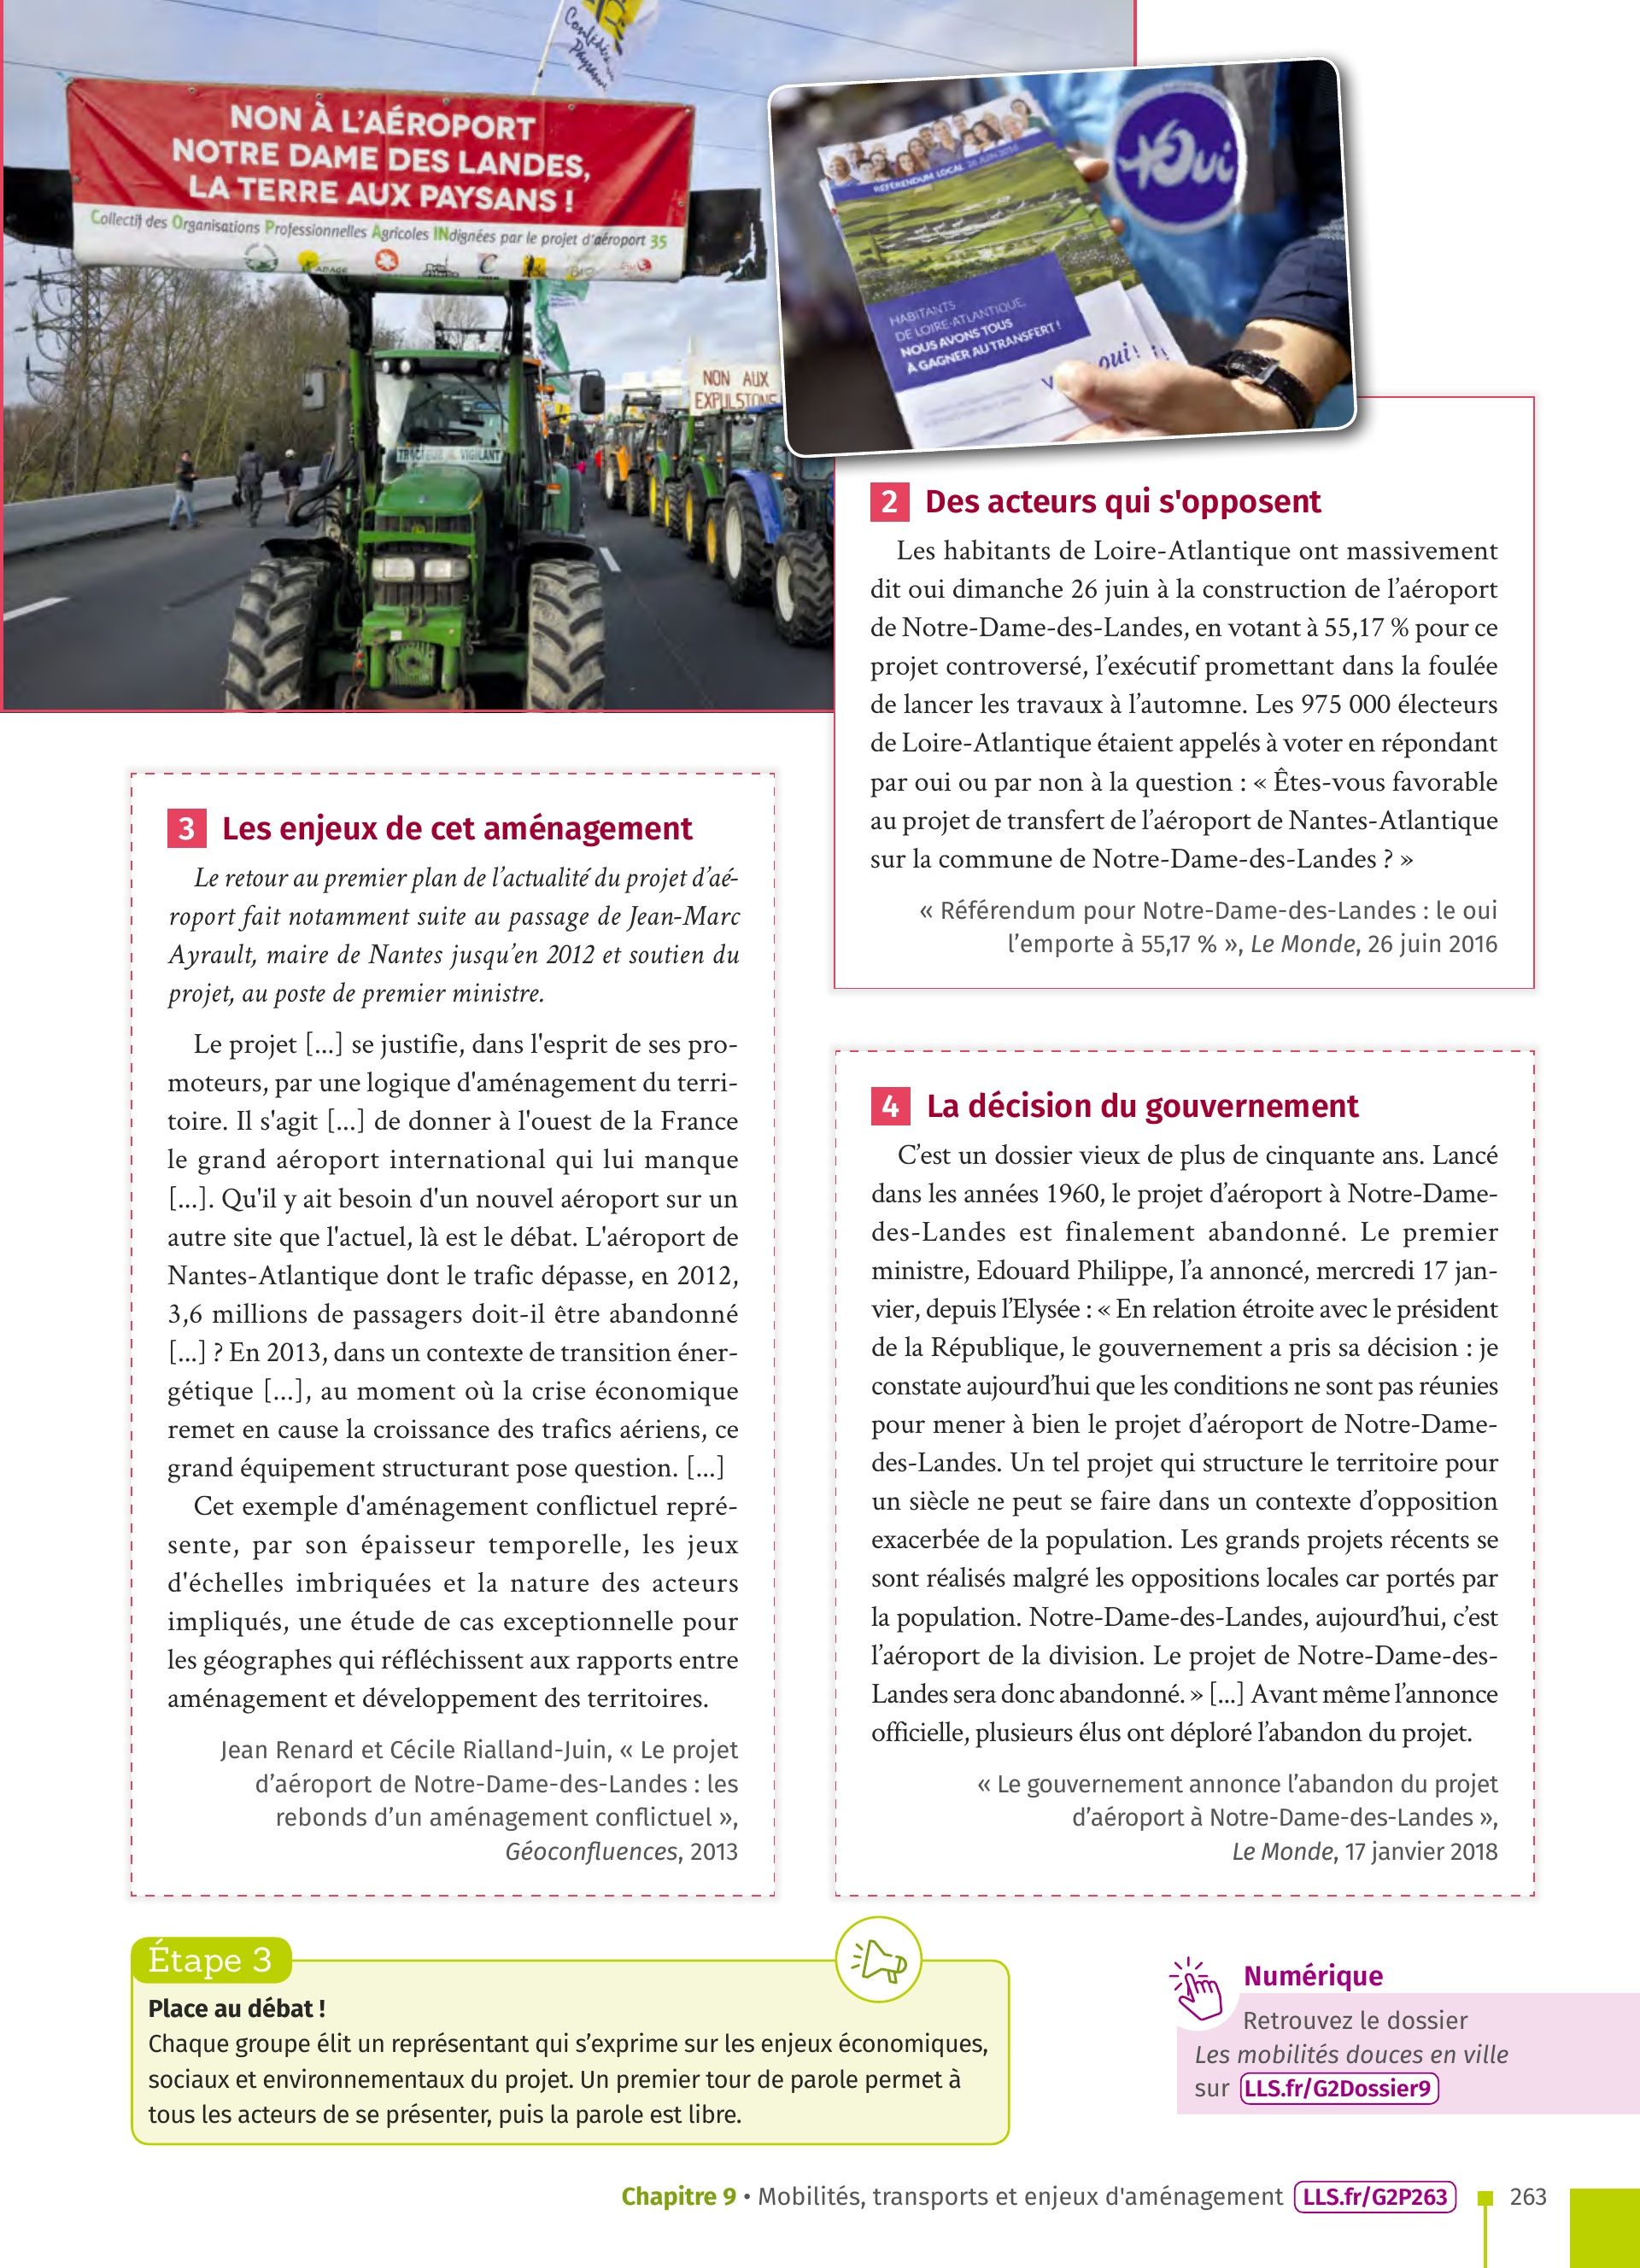 Confédération Paysanne
NON À L'AÉROPORT
NOTRE DAME DES LANDES,
LA TERRE AUX PAYSANS !
Collectif des Organisations Professionnelles Agricoles INdignées par le projet d'aéroport 35
NON AUX
EXPULSIONS
TRACTEUR VIGILANT
RÉFÉRENDUM LOCAL 26 JUIN 2016
HABITANTS
DE LOIRE-ATLANTIQUE,
NOUS AVONS TOUS
À GAGNER AU TRANSFERT !
oui !
Oui
2 Des acteurs qui s'opposent
Les habitants de Loire-Atlantique ont massivement
dit oui dimanche 26 juin à la construction de l’aéroport
de Notre-Dame-des-Landes, en votant à 55,17 % pour ce
projet controversé, l’exécutif promettant dans la foulée
de lancer les travaux à l’automne. Les 975 000 électeurs
de Loire-Atlantique étaient appelés à voter en répondant
par oui ou par non à la question : « Êtes-vous favorable
au projet de transfert de l’aéroport de Nantes-Atlantique
sur la commune de Notre-Dame-des-Landes ? »
« Référendum pour Notre-Dame-des-Landes : le oui
l’emporte à 55,17 % », Le Monde, 26 juin 2016
3 Les enjeux de cet aménagement
Le retour au premier plan de l’actualité du projet d’aé-
roport fait notamment suite au passage de Jean-Marc
Ayrault, maire de Nantes jusqu’en 2012 et soutien du
projet, au poste de premier ministre.
Le projet [...] se justifie, dans l'esprit de ses pro-
moteurs, par une logique d'aménagement du terri-
toire. Il s'agit [...] de donner à l'ouest de la France
le grand aéroport international qui lui manque
[...]. Qu'il y ait besoin d'un nouvel aéroport sur un
autre site que l'actuel, là est le débat. L'aéroport de
Nantes-Atlantique dont le trafic dépasse, en 2012,
3,6 millions de passagers doit-il être abandonné
[...] ? En 2013, dans un contexte de transition éner-
gétique [...], au moment où la crise économique
remet en cause la croissance des trafics aériens, ce
grand équipement structurant pose question. [...]
Cet exemple d'aménagement conflictuel repré-
sente, par son épaisseur temporelle, les jeux
d'échelles imbriquées et la nature des acteurs
impliqués, une étude de cas exceptionnelle pour
les géographes qui réfléchissent aux rapports entre
aménagement et développement des territoires.
Jean Renard et Cécile Rialland-Juin, « Le projet
d’aéroport de Notre-Dame-des-Landes : les
rebonds d’un aménagement conflictuel »,
Géoconfluences, 2013
4 La décision du gouvernement
C’est un dossier vieux de plus de cinquante ans. Lancé
dans les années 1960, le projet d’aéroport à Notre-Dame-
des-Landes est finalement abandonné. Le premier
ministre, Edouard Philippe, l’a annoncé, mercredi 17 jan-
vier, depuis l’Elysée : « En relation étroite avec le président
de la République, le gouvernement a pris sa décision : je
constate aujourd’hui que les conditions ne sont pas réunies
pour mener à bien le projet d’aéroport de Notre-Dame-
des-Landes. Un tel projet qui structure le territoire pour
un siècle ne peut se faire dans un contexte d’opposition
exacerbée de la population. Les grands projets récents se
sont réalisés malgré les oppositions locales car portés par
la population. Notre-Dame-des-Landes, aujourd’hui, c’est
l’aéroport de la division. Le projet de Notre-Dame-des-
Landes sera donc abandonné. » [...] Avant même l’annonce
officielle, plusieurs élus ont déploré l’abandon du projet.
« Le gouvernement annonce l’abandon du projet
d’aéroport à Notre-Dame-des-Landes »,
Le Monde, 17 janvier 2018
Étape 3
Place au débat !
Chaque groupe élit un représentant qui s’exprime sur les enjeux économiques,
sociaux et environnementaux du projet. Un premier tour de parole permet à
tous les acteurs de se présenter, puis la parole est libre.
Numérique
Retrouvez le dossier
Les mobilités douces en ville
sur LLS.fr/G2Dossier9
Chapitre 9 • Mobilités, transports et enjeux d'aménagement LLS.fr/G2P263 263